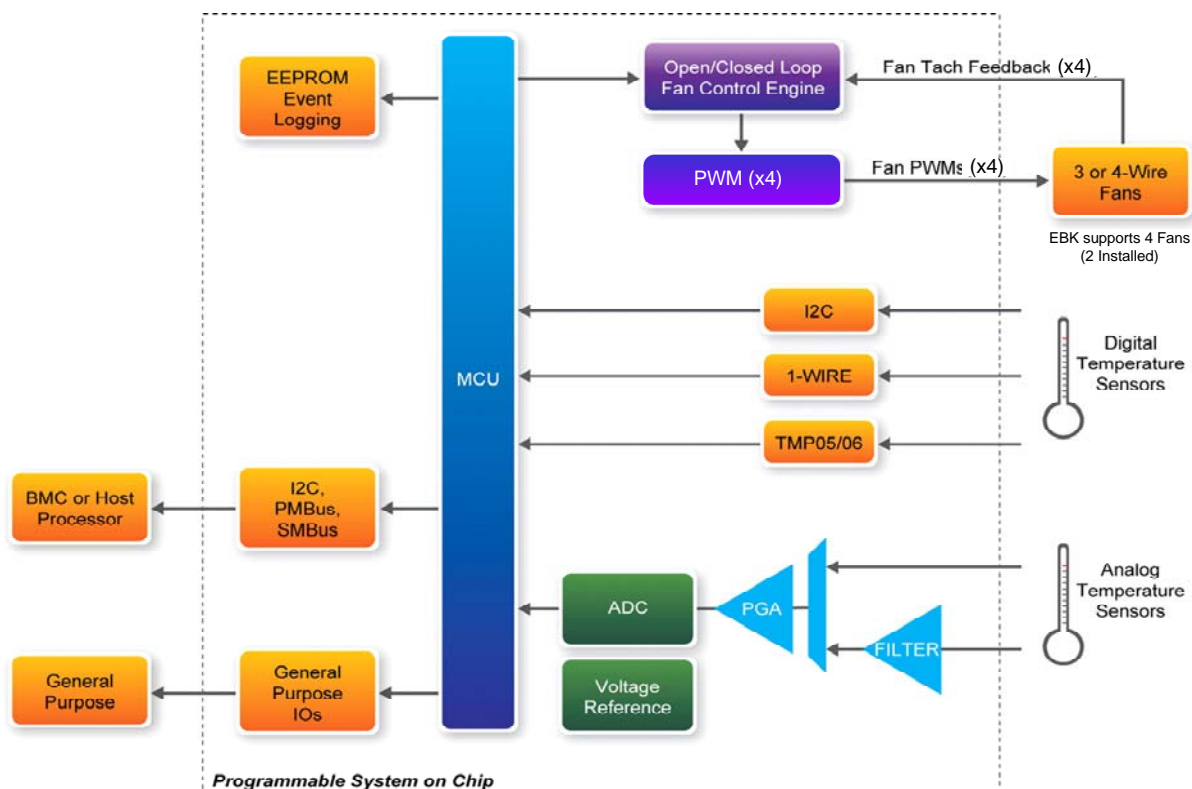 EEPROM
Event
Logging
Open/Closed Loop
Fan Control Engine
Fan Tach Feedback (x4)
PWM (x4)
Fan PWMs (x4)
3 or 4-Wire
Fans
EBK supports 4 Fans
(2 Installed)
MCU
I2C
1-WIRE
TMP05/06
Digital
Temperature
Sensors
BMC or Host
Processor
I2C,
PMBus,
SMBus
ADC
PGA
FILTER
Analog
Temperature
Sensors
Voltage
Reference
General
Purpose
General
Purpose
IOs
Programmable System on Chip